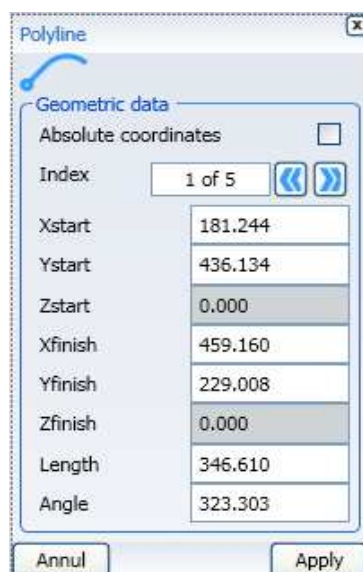 Polyline
Geometric data
Absolute coordinates
Index 1 of 5
Xstart 181.244
Ystart 436.134
Zstart 0.000
Xfinish 459.160
Yfinish 229.008
Zfinish 0.000
Length 346.610
Angle 323.303
Annul Apply